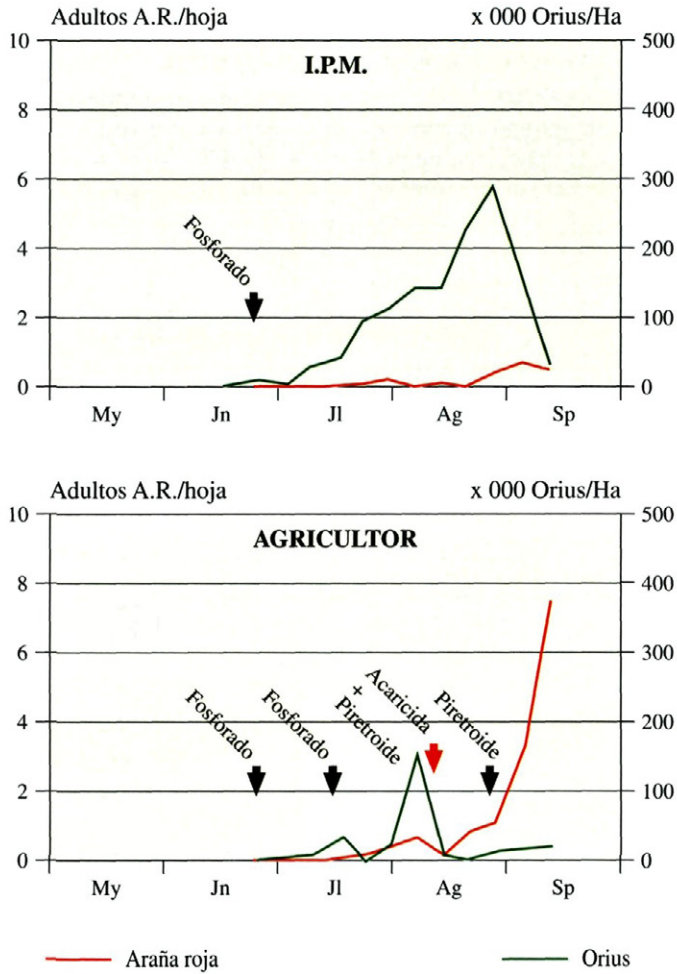 Adultos A.R./hoja x 000 Orius/Ha
I.P.M.
10 500
8 400
6 300
Fosforado
4 200
2 100
0 0
My Jn Jl Ag Sp
Adultos A.R./hoja x 000 Orius/Ha
AGRICULTOR
10 500
8 400
6 300
Fosforado
Fosforado
Acaricida
+
Piretroide
Piretroide
4 200
2 100
0 0
My Jn Jl Ag Sp
Araña roja Orius